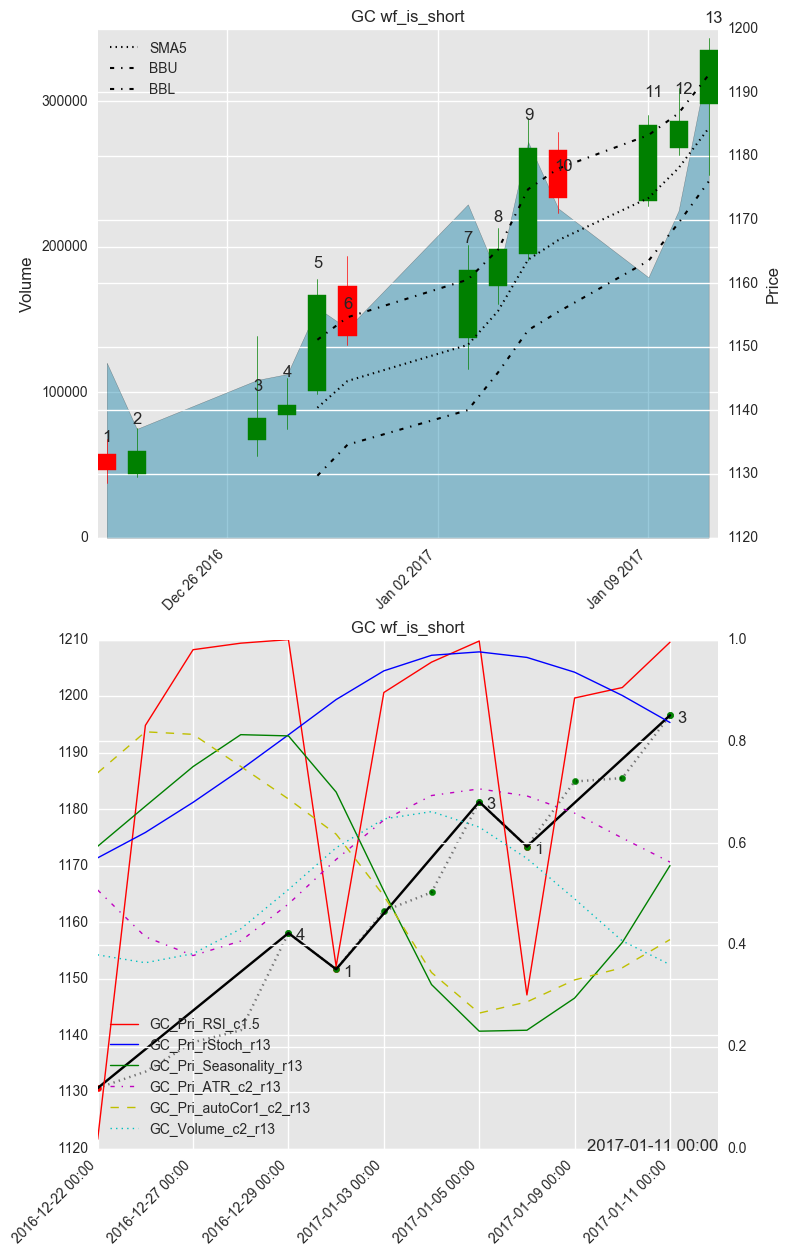 GC wf_is_short
13
SMA5
BBU
BBL
1 2 3 4 5 6 7 8 9 10 11 12
Volume
300000
200000
100000
0
Price
1200
1190
1180
1170
1160
1150
1140
1130
1120
Dec 26 2016
Jan 02 2017
Jan 09 2017
GC wf_is_short
1210
1200
1190
1180
1170
1160
1150
1140
1130
1120
1.0
0.8
0.6
0.4
0.2
0.0
4 1 3 1 3
GC_Pri_RSI_c1.5
GC_Pri_rStoch_r13
GC_Pri_Seasonality_r13
GC_Pri_ATR_c2_r13
GC_Pri_autoCor1_c2_r13
GC_Volume_c2_r13
2017-01-11 00:00
2016-12-22 00:00
2016-12-27 00:00
2016-12-29 00:00
2017-01-03 00:00
2017-01-05 00:00
2017-01-09 00:00
2017-01-11 00:00